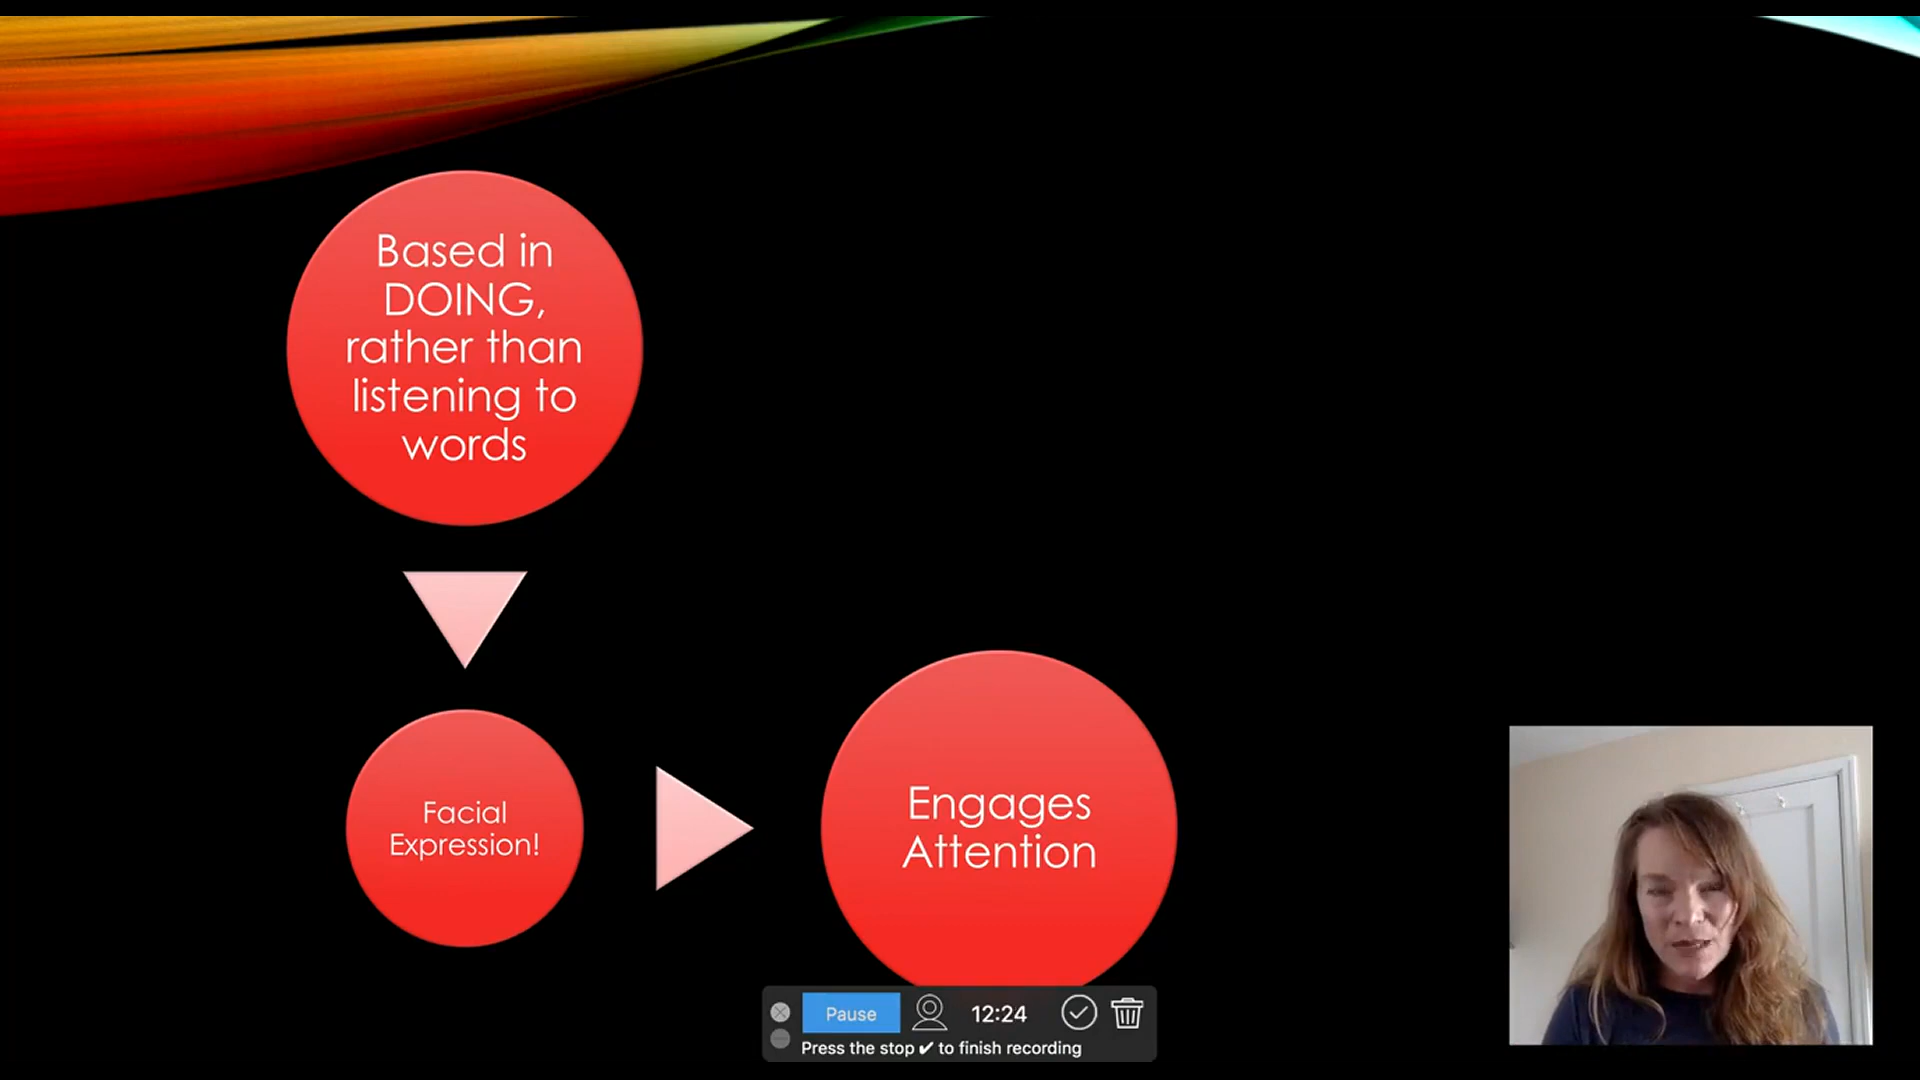 Based in
DOING,
rather than
listening to
words
Facial
Expression!
Engages
Attention
Pause
12:24
Press the stop ✔ to finish recording